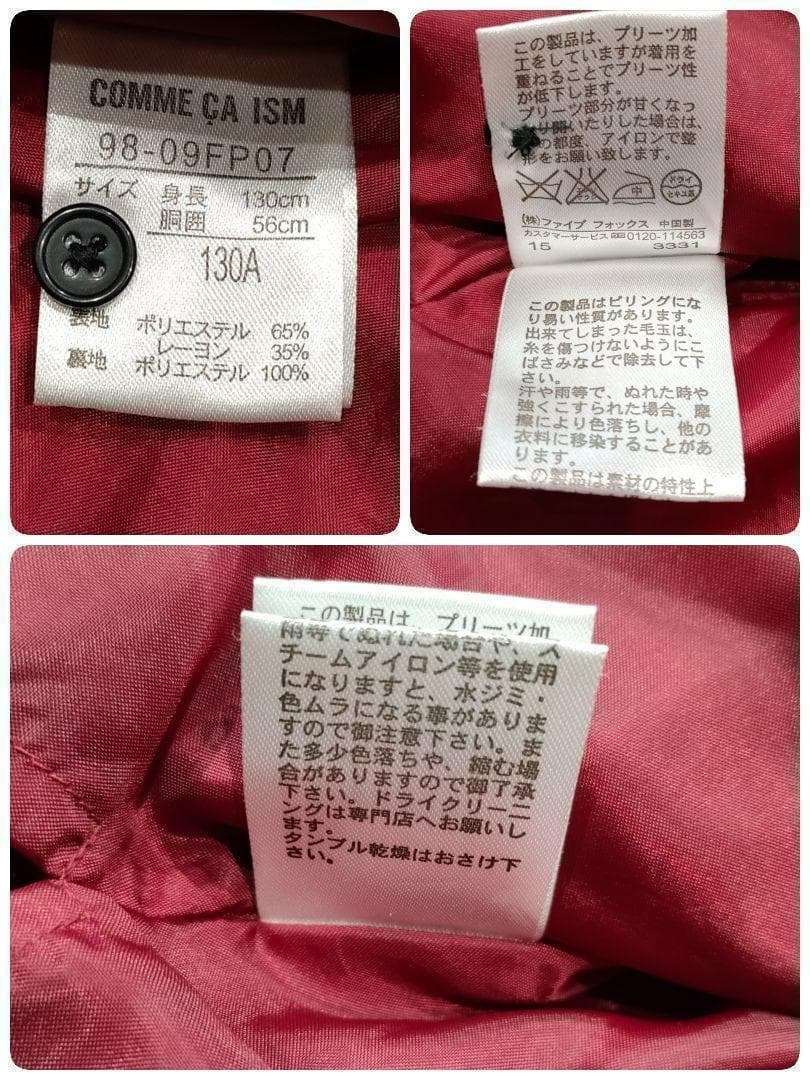 COMME ÇA ISM
98-09FP07
サイズ 身長 130cm
胴囲 56cm
130A
表地 ポリエステル 65%
レーヨン 35%
裏地 ポリエステル 100%
この製品は、プリーツ加
工をしていますが着用を
重ねることでプリーツ性
が低下します。
プリーツ部分が甘くなっ
り開いたりした場合は、
の都度、アイロンで整
形をお願い致します。
中 ドライ セキユ系
(株)ファイブ フォックス 中国製
カスタマーサービス 0120-114563
15 3331
この製品はピリングにな
り易い性質があります。
出来てしまった毛玉は、
糸を傷つけないようにこ
ばさみなどで除去して下
さい。
汗や雨等で、ぬれた時や
強くこすられた場合、摩
擦により色落ちし、他の
衣料に移染することがあ
ります。
この製品は素材の特性上
この製品は、プリーツ加
雨等でぬれた場合や、ス
チームアイロン等を使用
になりますと、水ジミ・
色ムラになる事がありま
すので御注意下さい。ま
た多少色落ちや、縮む場
合がありますので御了承
下さい。ドライクリーニ
ングは専門店へお願いし
ます。
タンブル乾燥はおさけ下
さい。